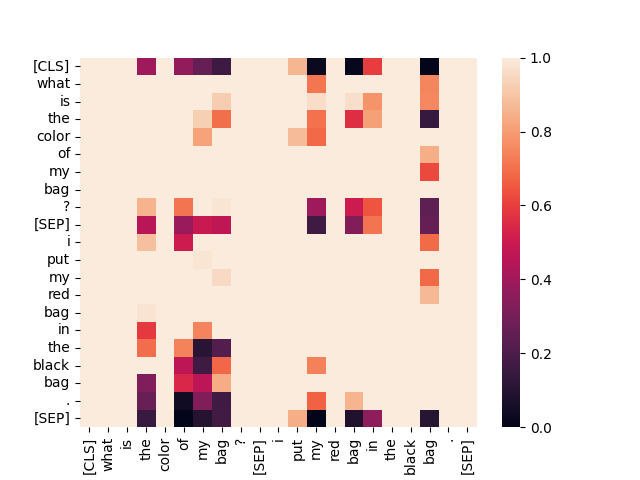 [CLS]
what
is
the
color
of
my
bag
?
[SEP]
i
put
my
red
bag
in
the
black
bag
.
[SEP]
[CLS] what is the color of my bag ? [SEP] i put my red bag in the black bag . [SEP]
1.0
0.8
0.6
0.4
0.2
0.0